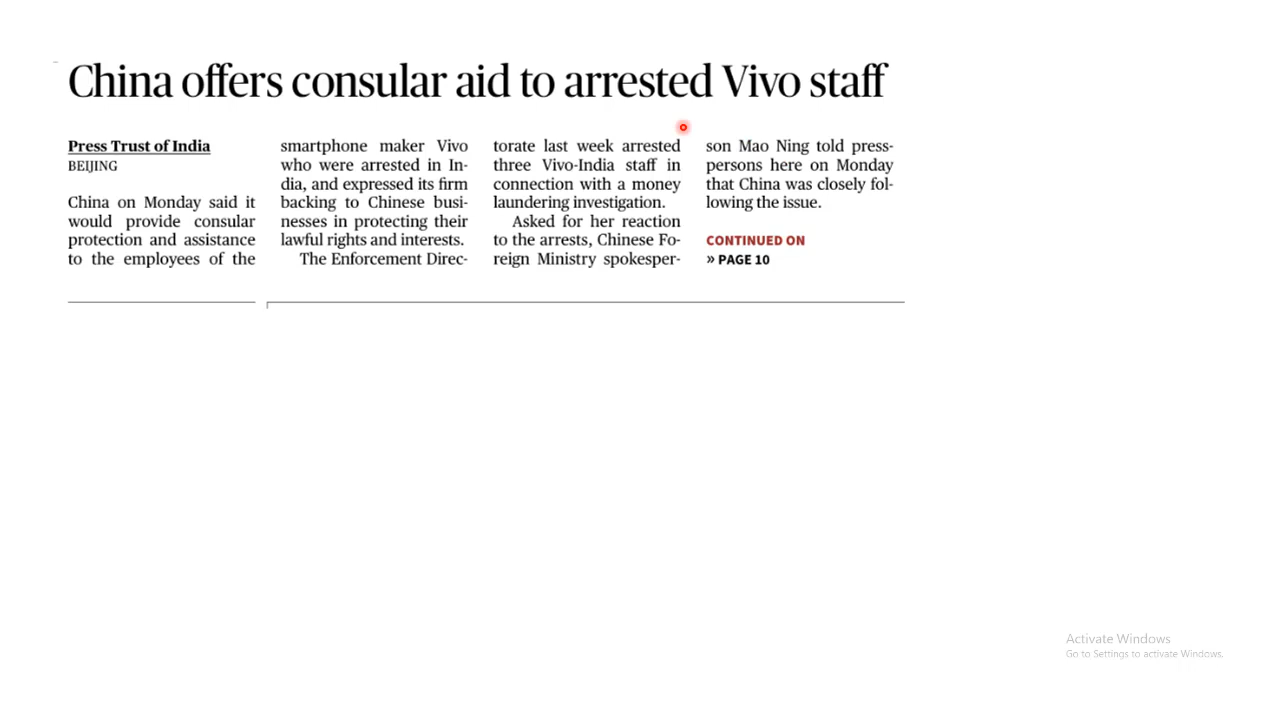 China offers consular aid to arrested Vivo staff
Press Trust of India
BEIJING
China on Monday said it
would provide consular
protection and assistance
to the employees of the
smartphone maker Vivo
who were arrested in In-
dia, and expressed its firm
backing to Chinese busi-
nesses in protecting their
lawful rights and interests.
The Enforcement Direc-
torate last week arrested
three Vivo-India staff in
connection with a money
laundering investigation.
Asked for her reaction
to the arrests, Chinese Fo-
reign Ministry spokesper-
son Mao Ning told press-
persons here on Monday
that China was closely fol-
lowing the issue.
CONTINUED ON
» PAGE 10
Activate Windows
Go to Settings to activate Windows.